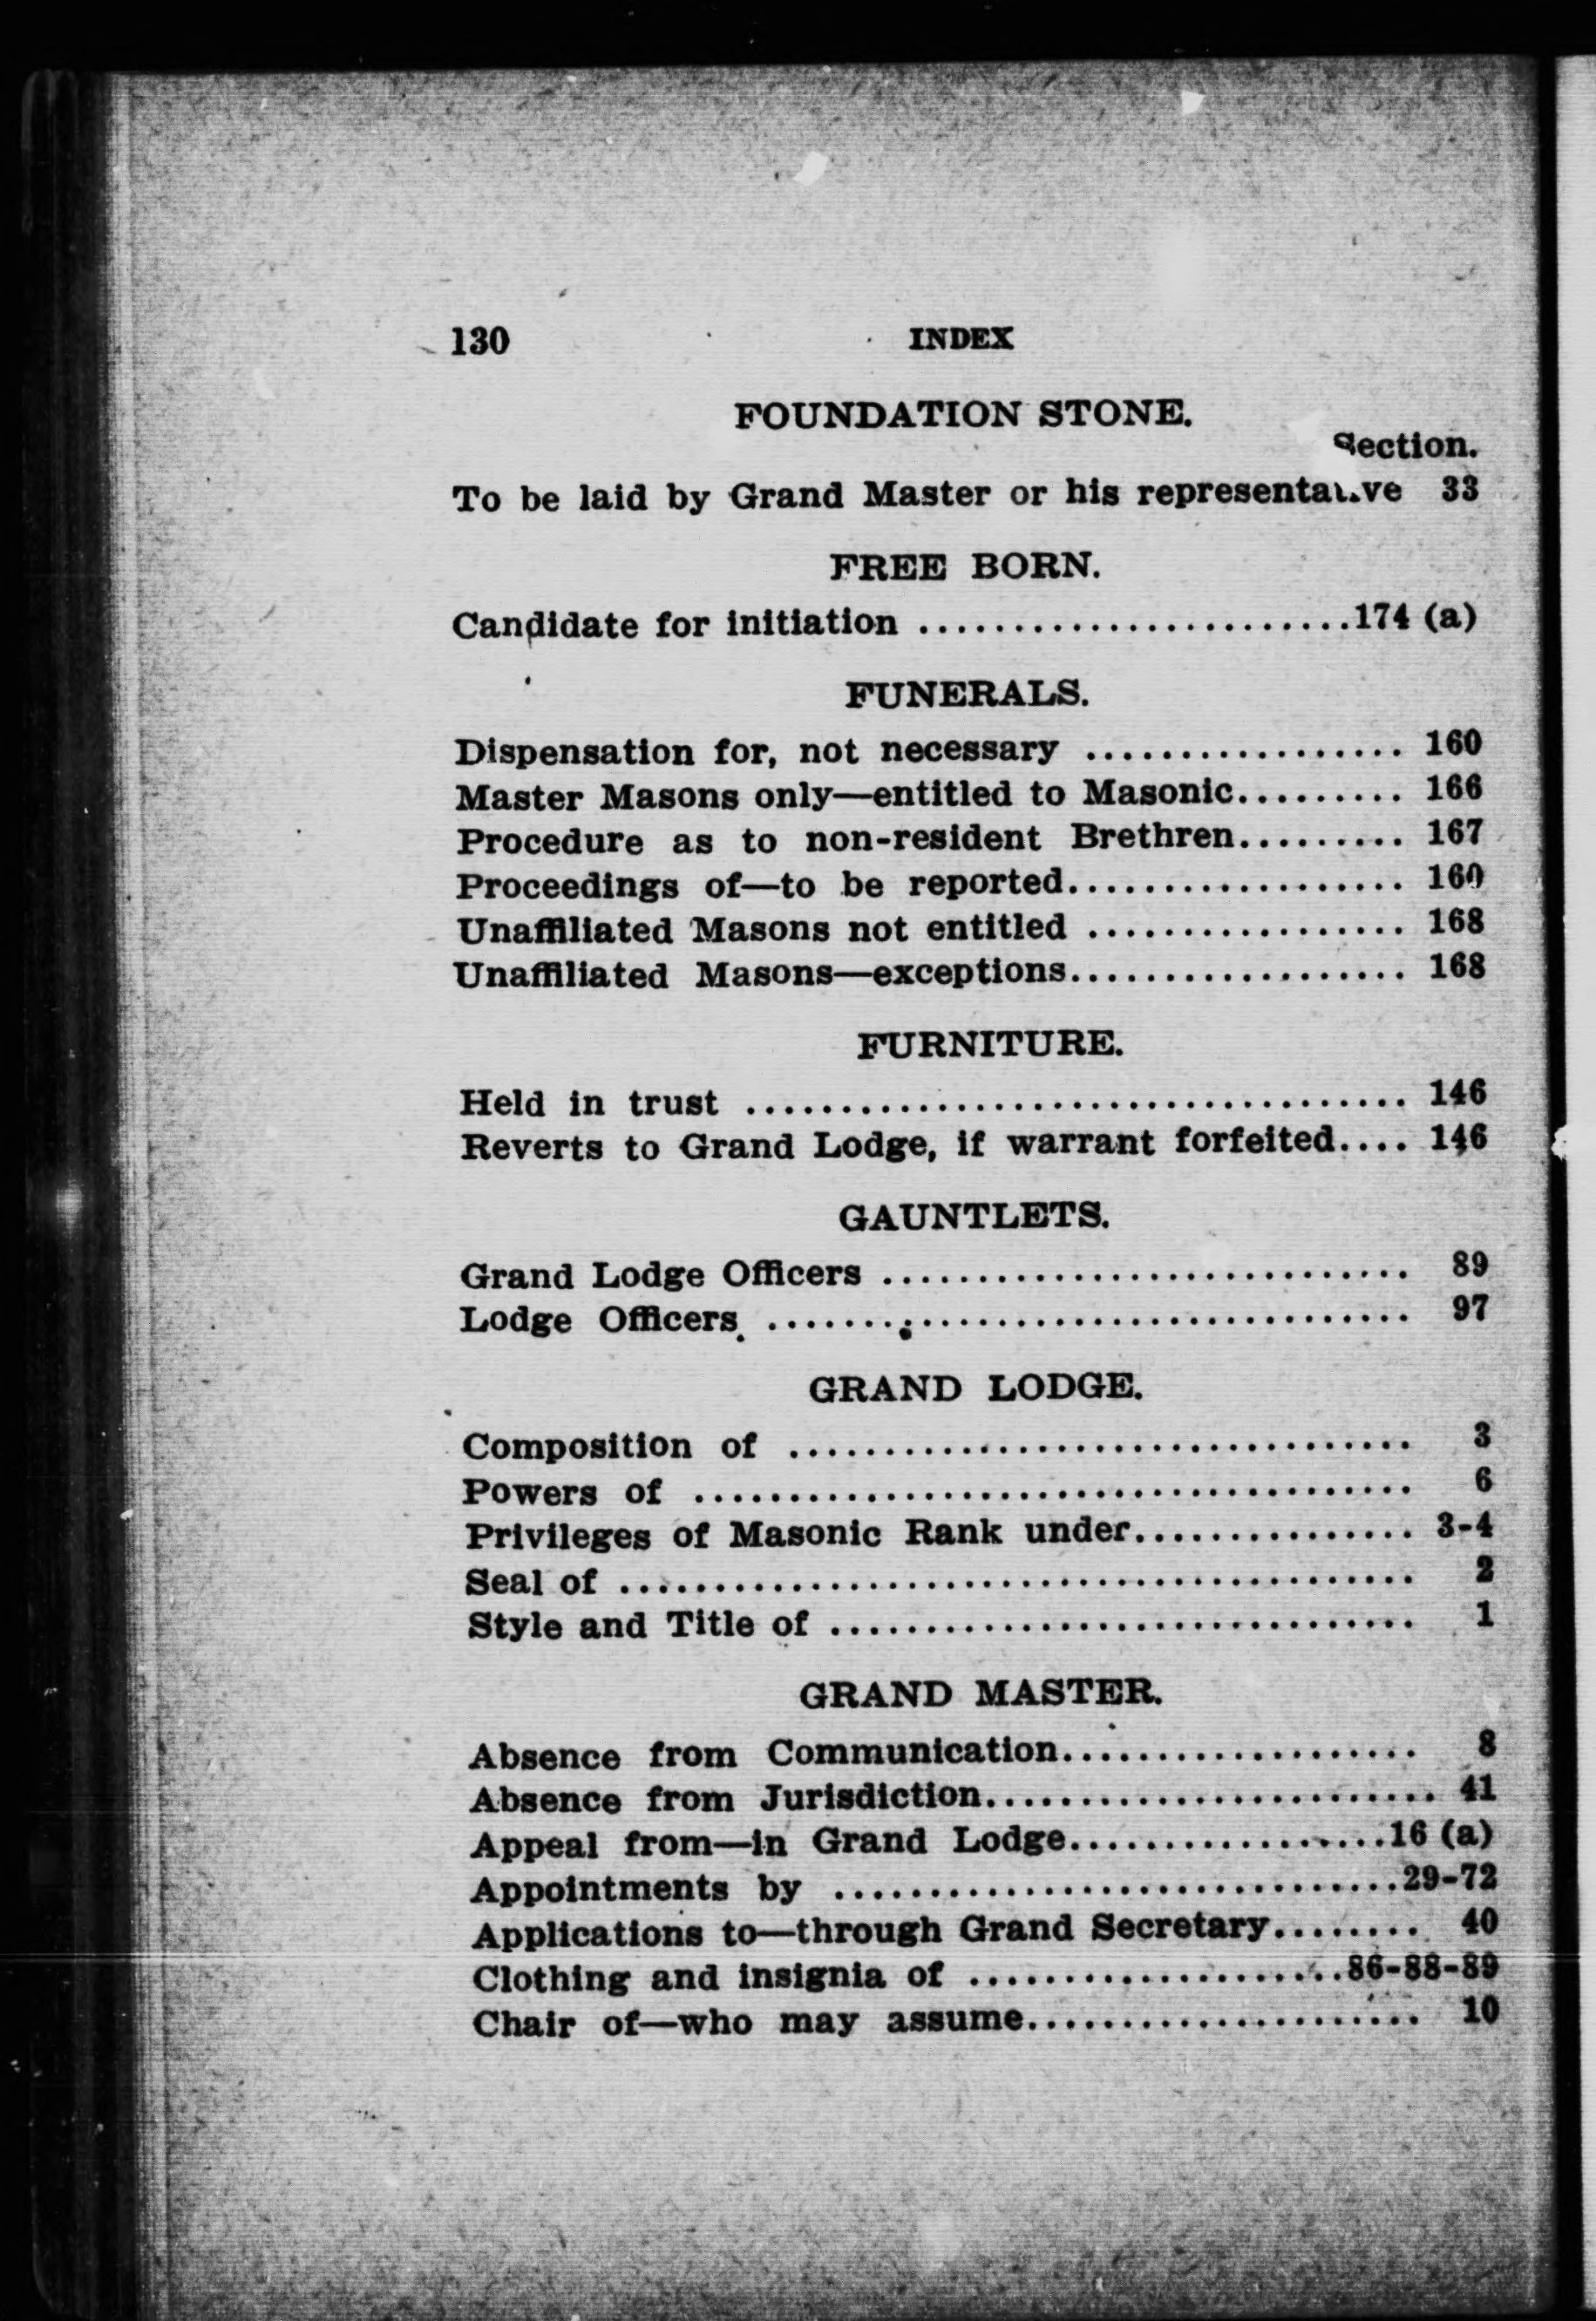 130 INDEX
FOUNDATION STONE.
Section.
To be laid by Grand Master or his representative 33
FREE BORN.
Candidate for initiation ........................174 (a)
FUNERALS.
Dispensation for, not necessary ................. 160
Master Masons only—entitled to Masonic......... 166
Procedure as to non-resident Brethren......... 167
Proceedings of—to be reported.................. 160
Unaffiliated Masons not entitled ................. 168
Unaffiliated Masons—exceptions.................. 168
FURNITURE.
Held in trust ................................... 146
Reverts to Grand Lodge, if warrant forfeited.... 146
GAUNTLETS.
Grand Lodge Officers ............................ 89
Lodge Officers .................................. 97
GRAND LODGE.
Composition of ................................. 3
Powers of ...................................... 6
Privileges of Masonic Rank under............... 3-4
Seal of .......................................... 2
Style and Title of ............................... 1
GRAND MASTER.
Absence from Communication................... 8
Absence from Jurisdiction........................ 41
Appeal from—in Grand Lodge.................16 (a)
Appointments by ..............................29-72
Applications to—through Grand Secretary........ 40
Clothing and insignia of ....................86-88-89
Chair of—who may assume..................... 10